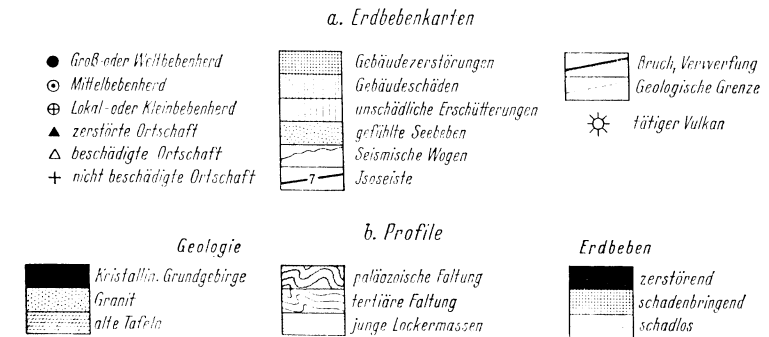 a. Erdbebenkarten
Groß- oder Weltbebenherd
Mittelbebenherd
Lokal- oder Kleinbebenherd
zerstörte Ortschaft
beschädigte Ortschaft
nicht beschädigte Ortschaft
Gebäudezerstörungen
Gebäudeschäden
unschädliche Erschütterungen
gefühlte Seebeben
Seismische Wogen
7 Isoseiste
Bruch, Verwerfung
Geologische Grenze
tätiger Vulkan
b. Profile
Geologie
Kristallin. Grundgebirge
Granit
alte Tafeln
paläozoische Faltung
tertiäre Faltung
junge Lockermassen
Erdbeben
zerstörend
schadenbringend
schadlos